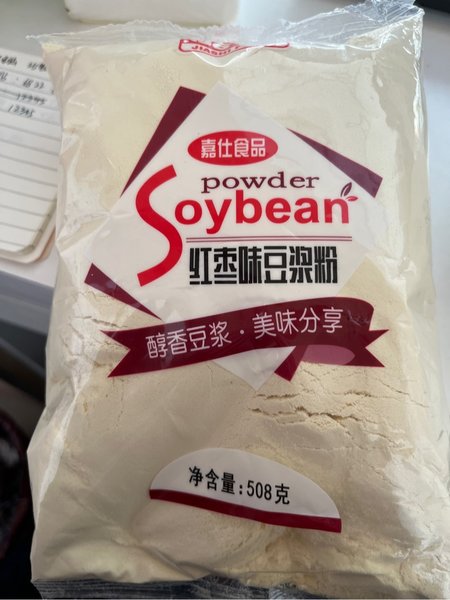 JIASHI
嘉仕食品
powder
Soybean
红枣味豆浆粉
醇香豆浆·美味分享
净含量:508克